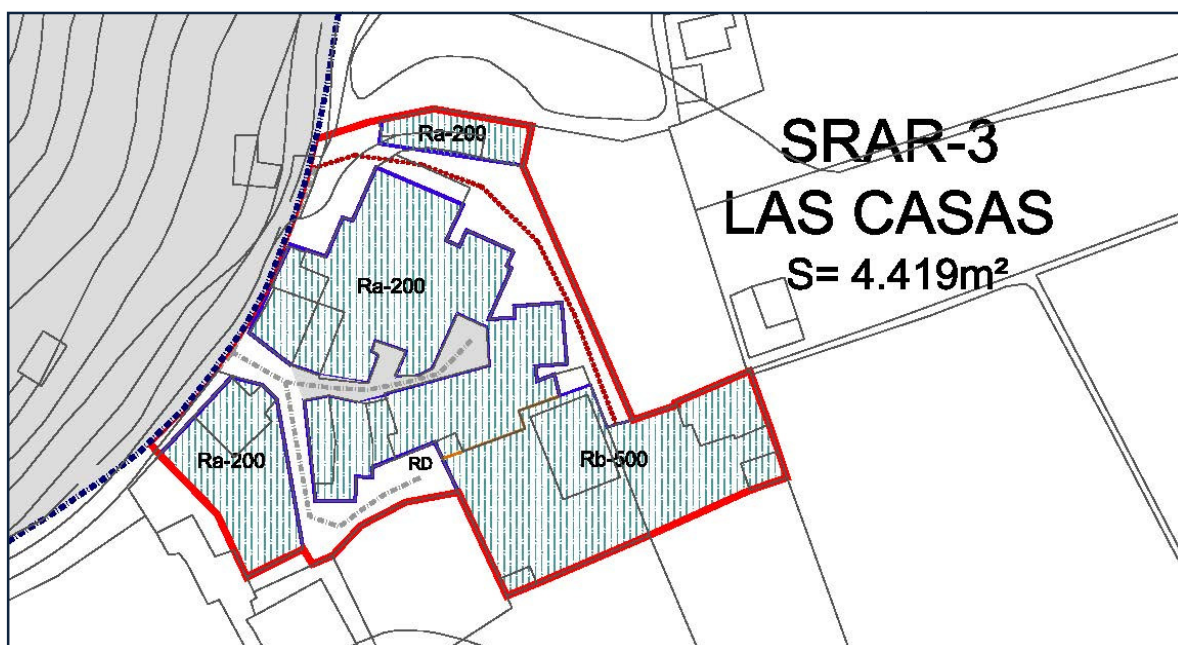 Ra-200
SRAR-3
LAS CASAS
S= 4.419m²
Ra-200
Ra-200
RD
Rb-500